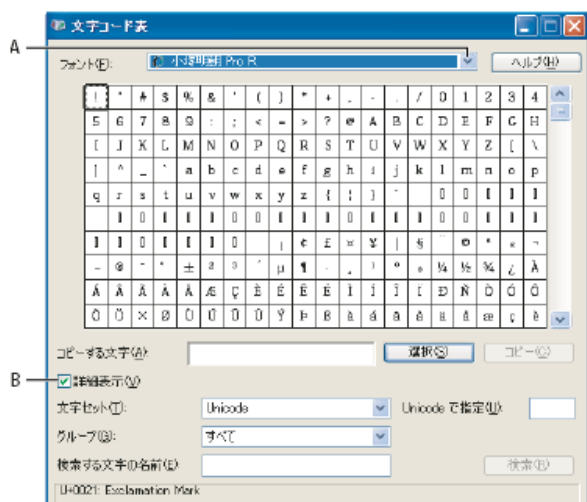 文字コード表
A
フォント(F):
小塚明朝 Pro R
ヘルプ(H)
! " # $ % & ' ( ) * + , - . / 0 1 2 3 4
5 6 7 8 9 : ; < = > ? @ A B C D E F G H
I J K L M N O P Q R S T U V W X Y Z [ \
] ^ _ ` a b c d e f g h i j k l m n o p
q r s t u v w x y z { | }
¡ ¢ £ ¤ ¥ ¦ § ¨ © ª « ¬
® ¯ ° ± ² ³ ´ µ ¶ · ¸ ¹ º » ¼ ½ ¾ ¿ À
Á Â Ã Ä Å Æ Ç È É Ê Ë Ì Í Î Ï Ð Ñ Ò Ó Ô
Õ Ö × Ø Ù Ú Û Ü Ý Þ ß à á â ã ä å æ ç è
コピーする文字(A):
選択(S)
コピー(C)
B
詳細表示(V)
文字セット(T):
Unicode
Unicode で指定(U):
グループ(G):
すべて
検索する文字の名前(E):
検索(R)
U+0021: Exclamation Mark